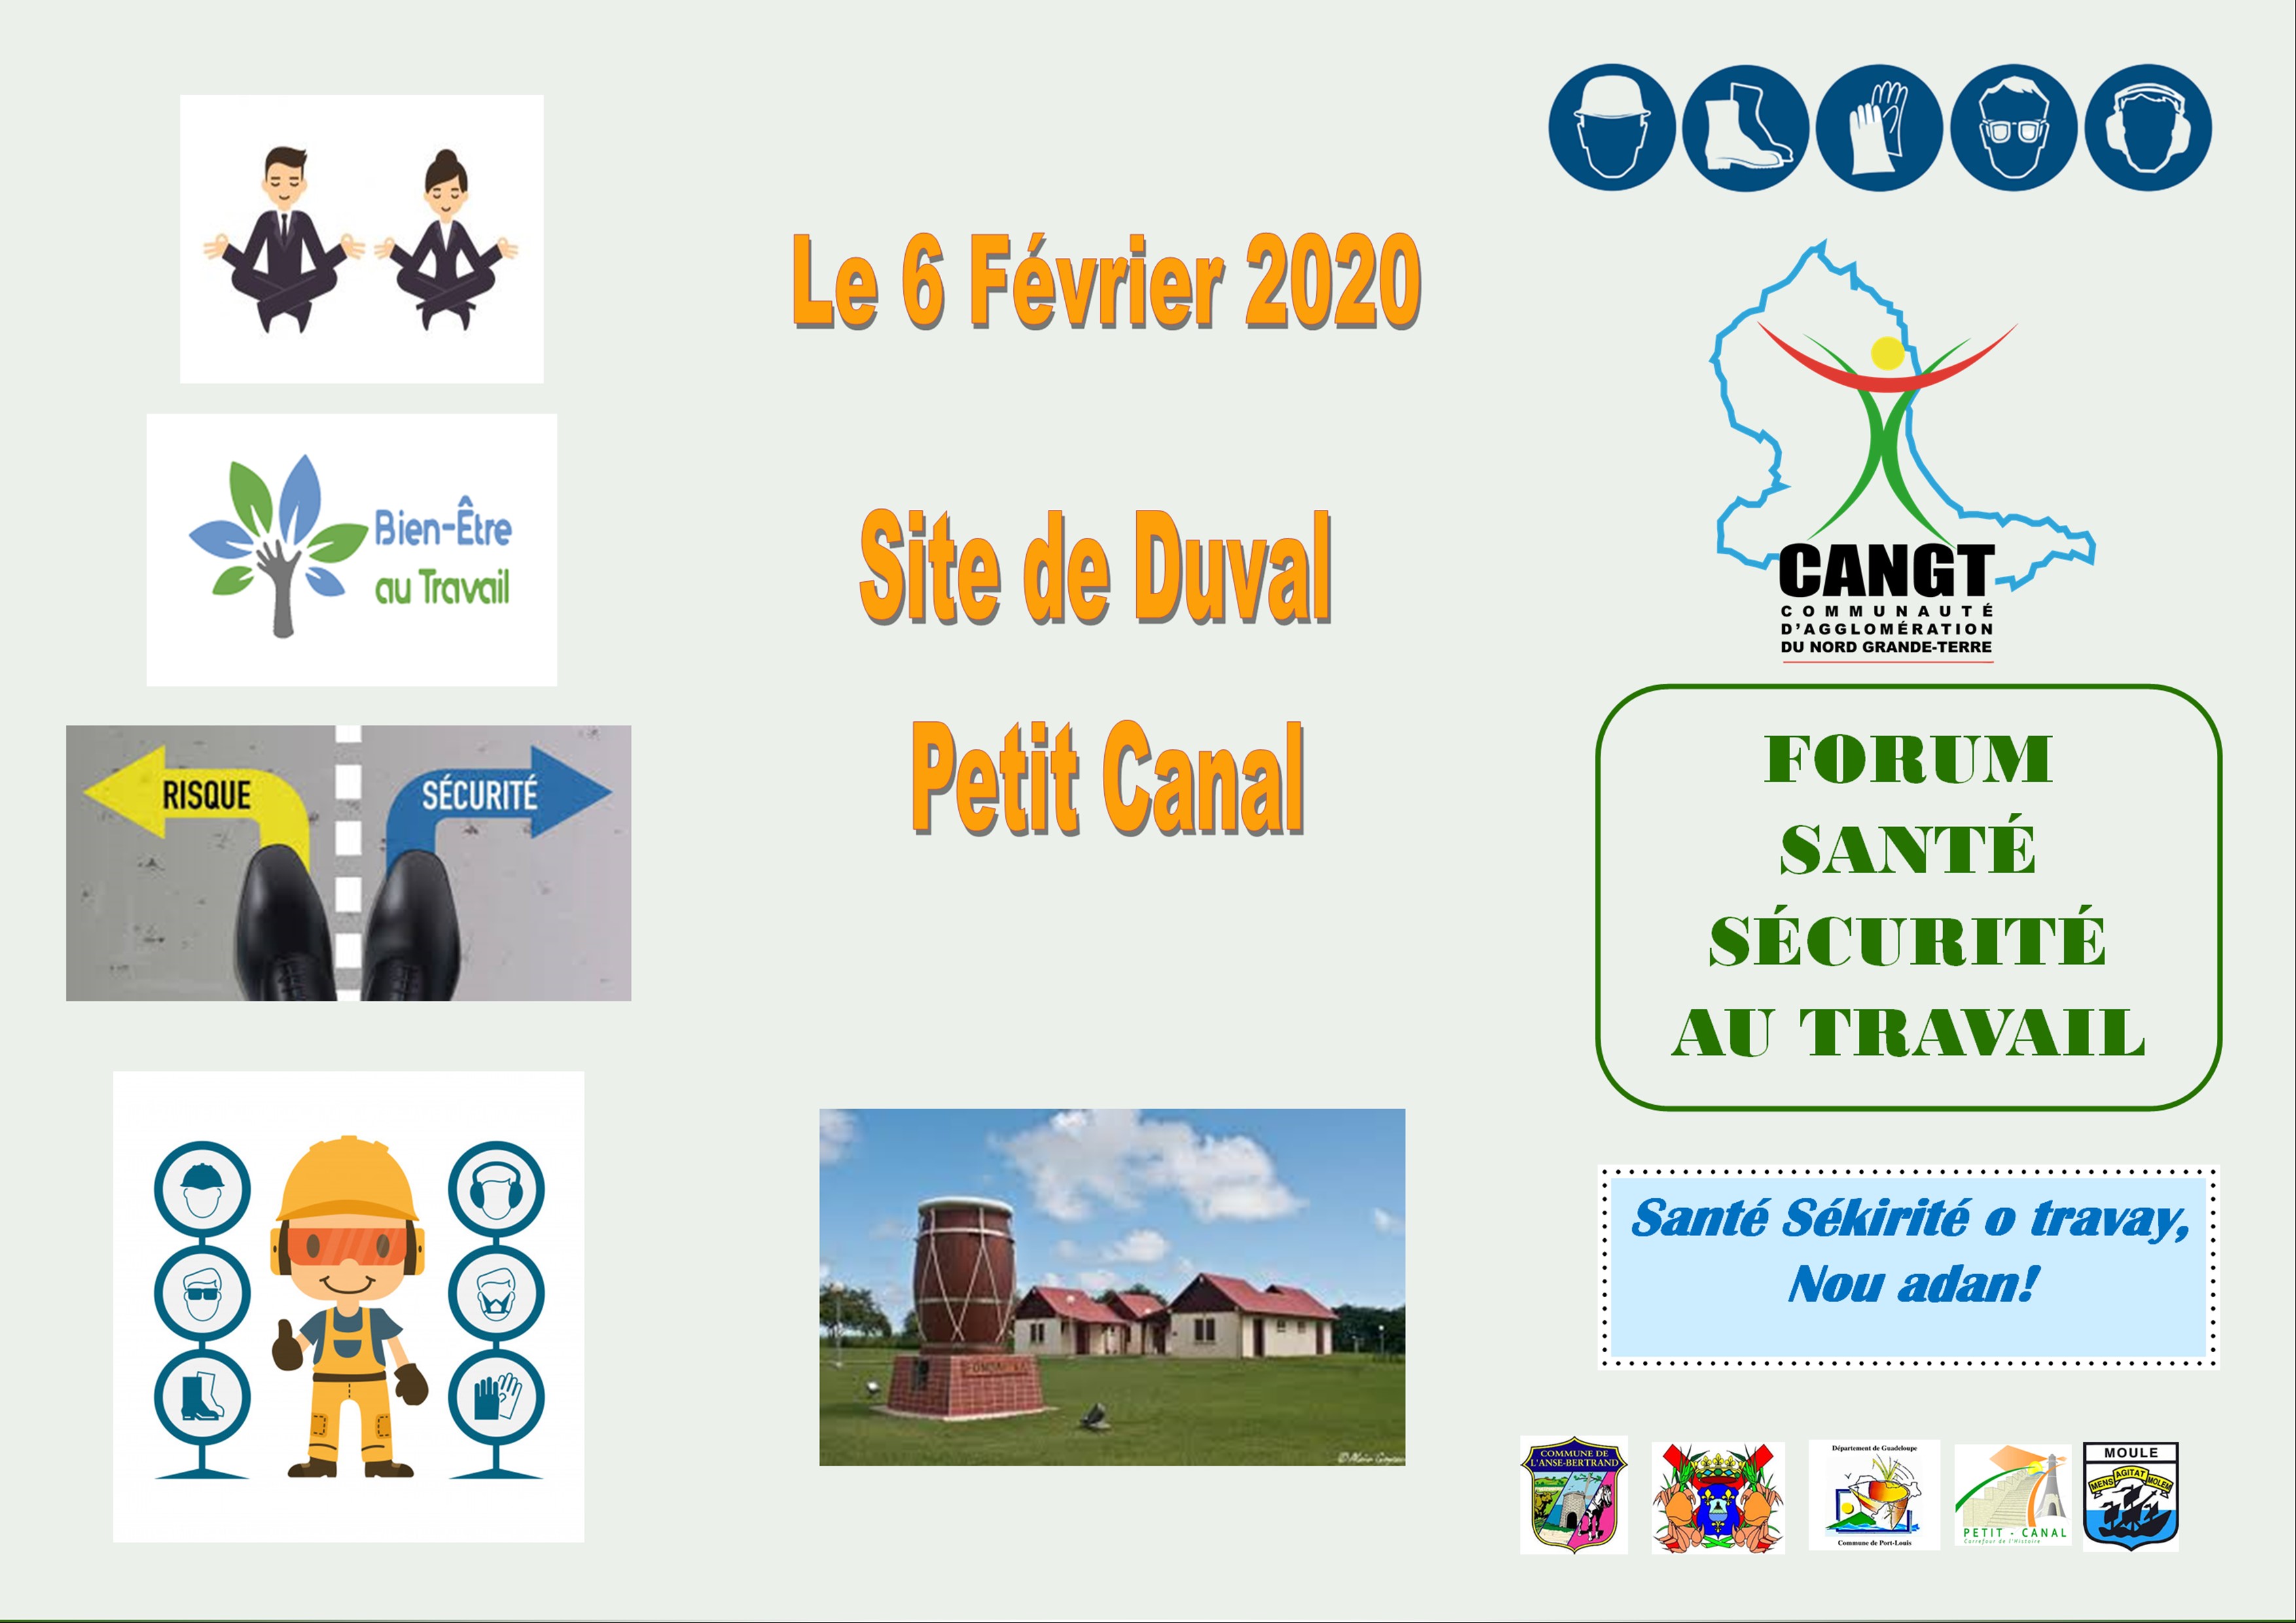 Bien-Être
au Travail
RISQUE
SÉCURITÉ
Le 6 Février 2020
Site de Duval
Petit Canal
CANGT
COMMUNAUTÉ
D'AGGLOMÉRATION
DU NORD GRANDE-TERRE
FORUM
SANTÉ
SÉCURITÉ
AU TRAVAIL
Santé Sékirité o travay,
Nou adan!
COMMUNE DE
L'ANSE-BERTRAND
Département de Guadeloupe
Commune de Port-Louis
PETIT - CANAL
Carrefour de l'Histoire
MOULE
MENS AGITAT MOLEM